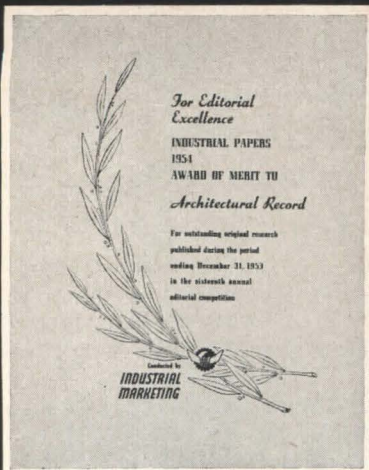 For Editorial
Excellence
INDUSTRIAL PAPERS
1954
AWARD OF MERIT TO
Architectural Record
For outstanding original research
published during the period
ending December 31, 1953
in the sixteenth annual
editorial competition
Conducted by
INDUSTRIAL
MARKETING